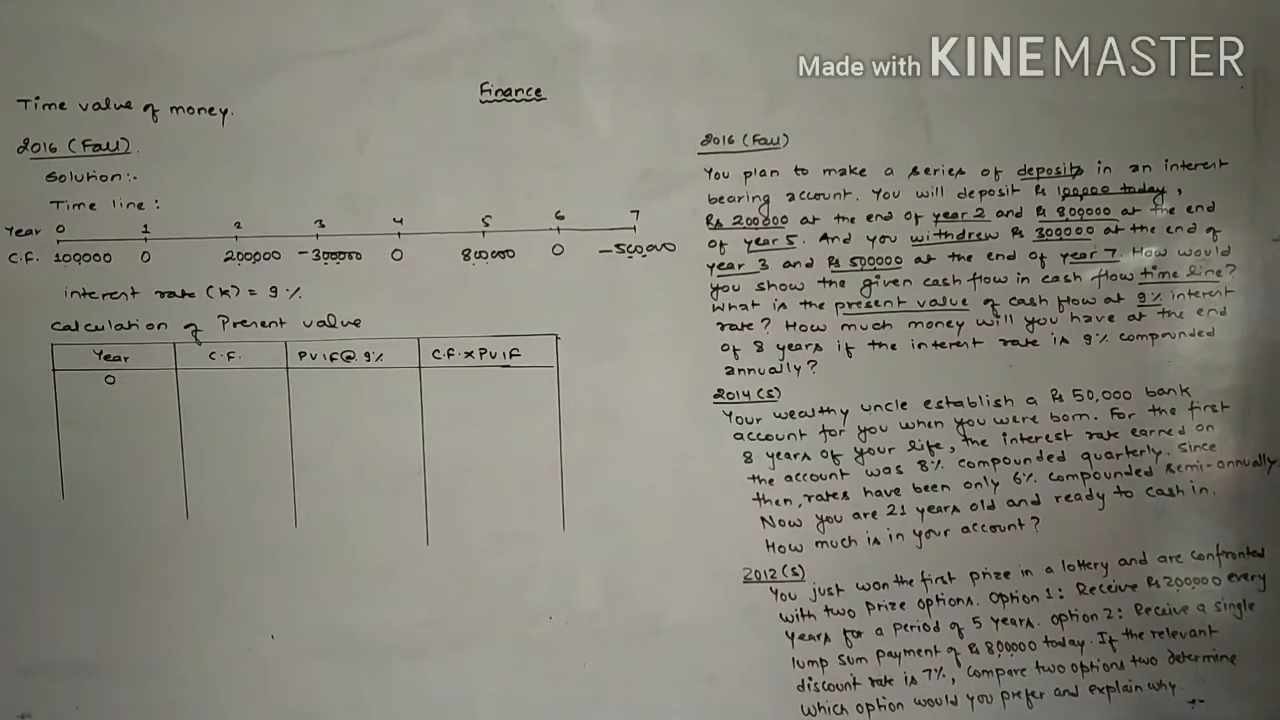 Made with KINEMASTER
Finance
Time value of money.
2016 (Fall).
Solution:-
Time line:
Year 0 1 2 3 4 5 6 7
C.F. 100,000 0 200,000 -300,000 0 800,000 0 -500,000
interest rate (K) = 9%
Calculation of Present value
Year C.F. PVIF@ 9% C.F.×PVIF
0
2016 (Fall)
You plan to make a series of deposits in an interest
bearing account. You will deposit Rs 100,000 today,
Rs 200000 at the end of year 2 and Rs 800000 at the end
of year 5. And you withdrew Rs 300000 at the end of
year 3 and Rs 500000 at the end of year 7. How would
you show the given cash flow in cash flow time line?
What is the present value of cash flow at 9% interest
rate? How much money will you have at the end
of 8 years if the interest rate is 9% compounded
annually?
2014 (S)
Your wealthy uncle establish a Rs 50,000 bank
account for you when you were born. For the first
8 years of your life, the interest rate earned on
the account was 8% compounded quarterly. Since
then, rates have been only 6% compounded semi-annually
Now you are 21 years old and ready to cash in.
How much is in your account?
2012 (S)
You just won the first prize in a lottery and are confronted
with two prize options. Option 1: Receive Rs 200000 every
years for a period of 5 years. Option 2: Receive a single
lump sum payment of Rs 800000 today. If the relevant
discount rate is 7%, compare two options two determine
which option would you prefer and explain why.